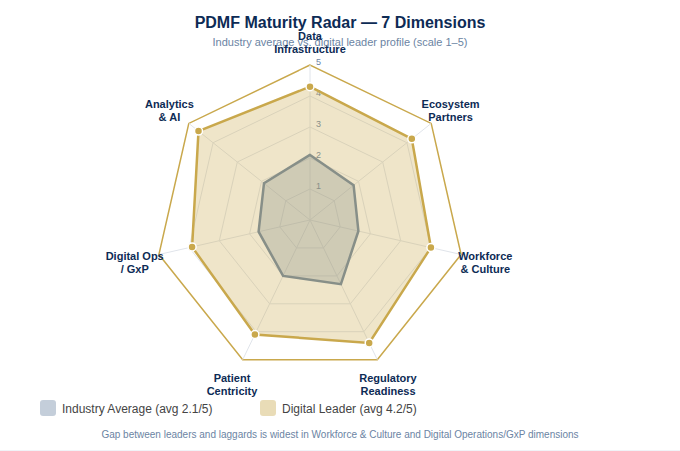 PDMF Maturity Radar — 7 Dimensions
Industry average vs. digital leader profile (scale 1–5)
Data
Infrastructure
5
4
3
2
1
Analytics
& AI
Ecosystem
Partners
Digital Ops
/ GxP
Workforce
& Culture
Patient
Centricity
Regulatory
Readiness
Industry Average (avg 2.1/5)
Digital Leader (avg 4.2/5)
Gap between leaders and laggards is widest in Workforce & Culture and Digital Operations/GxP dimensions